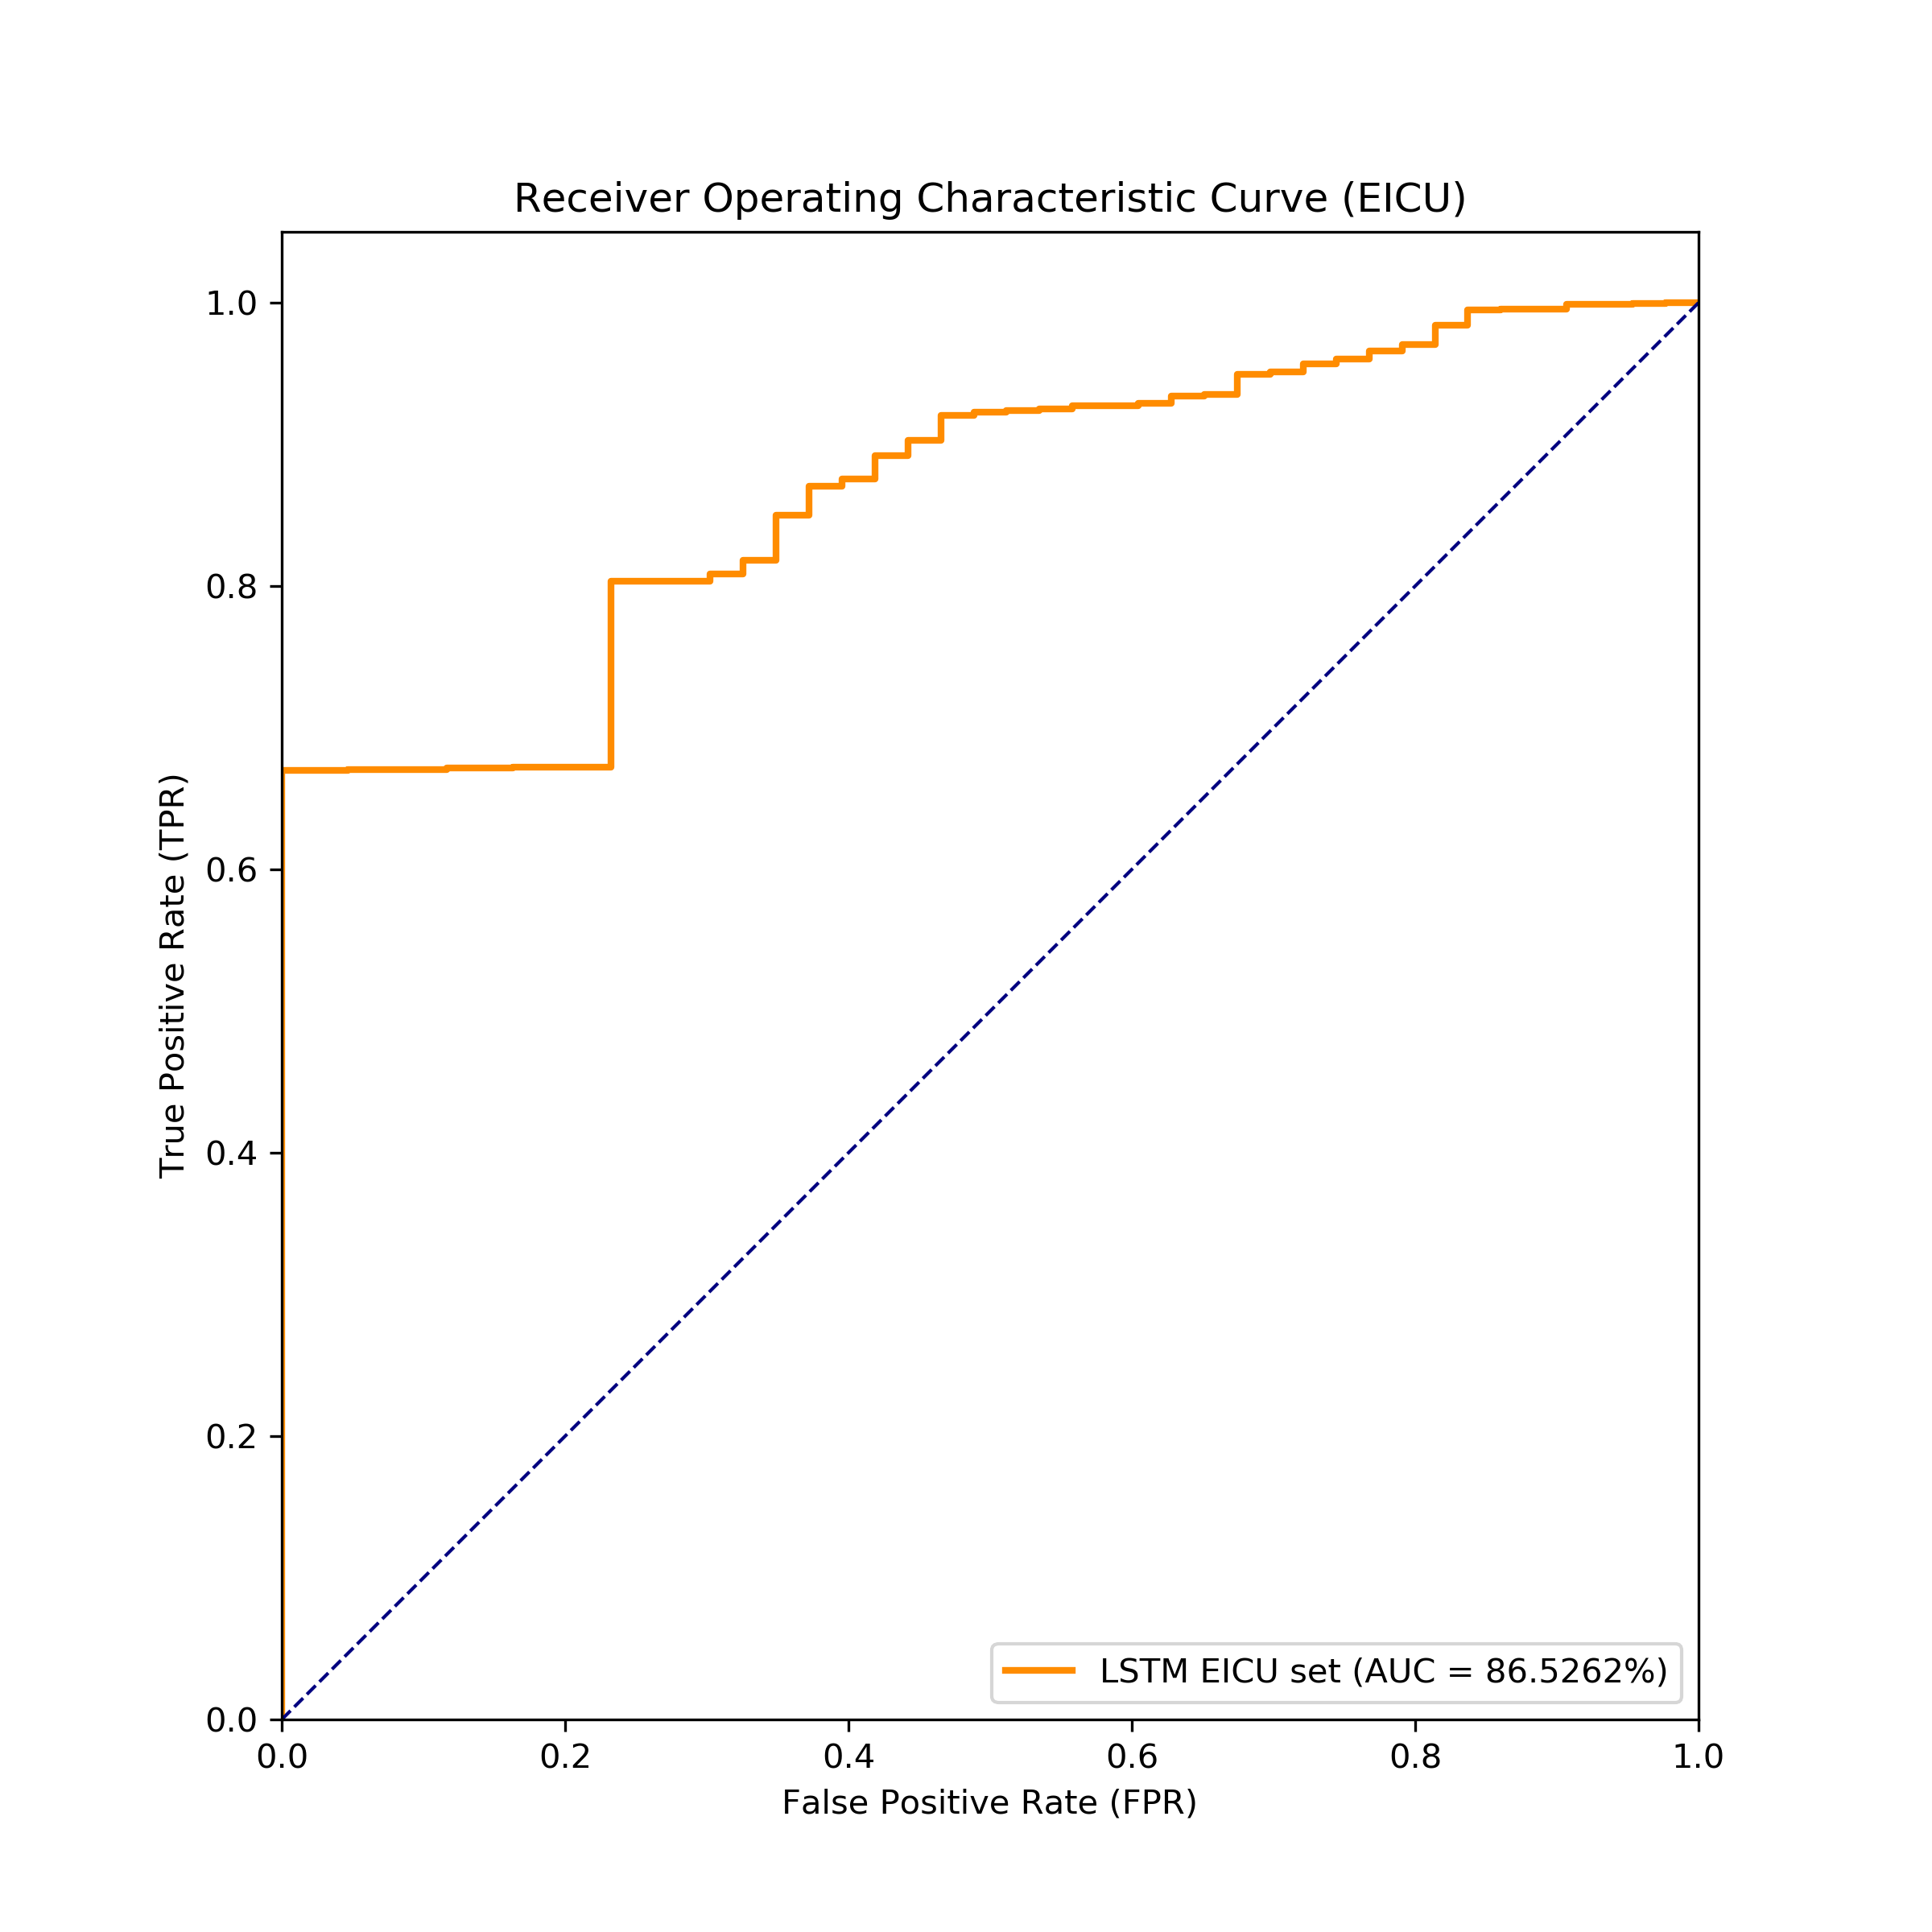 Receiver Operating Characteristic Curve (EICU)
1.0
0.8
0.6
0.4
0.2
0.0
True Positive Rate (TPR)
LSTM EICU set (AUC = 86.5262%)
0.0 0.2 0.4 0.6 0.8 1.0
False Positive Rate (FPR)